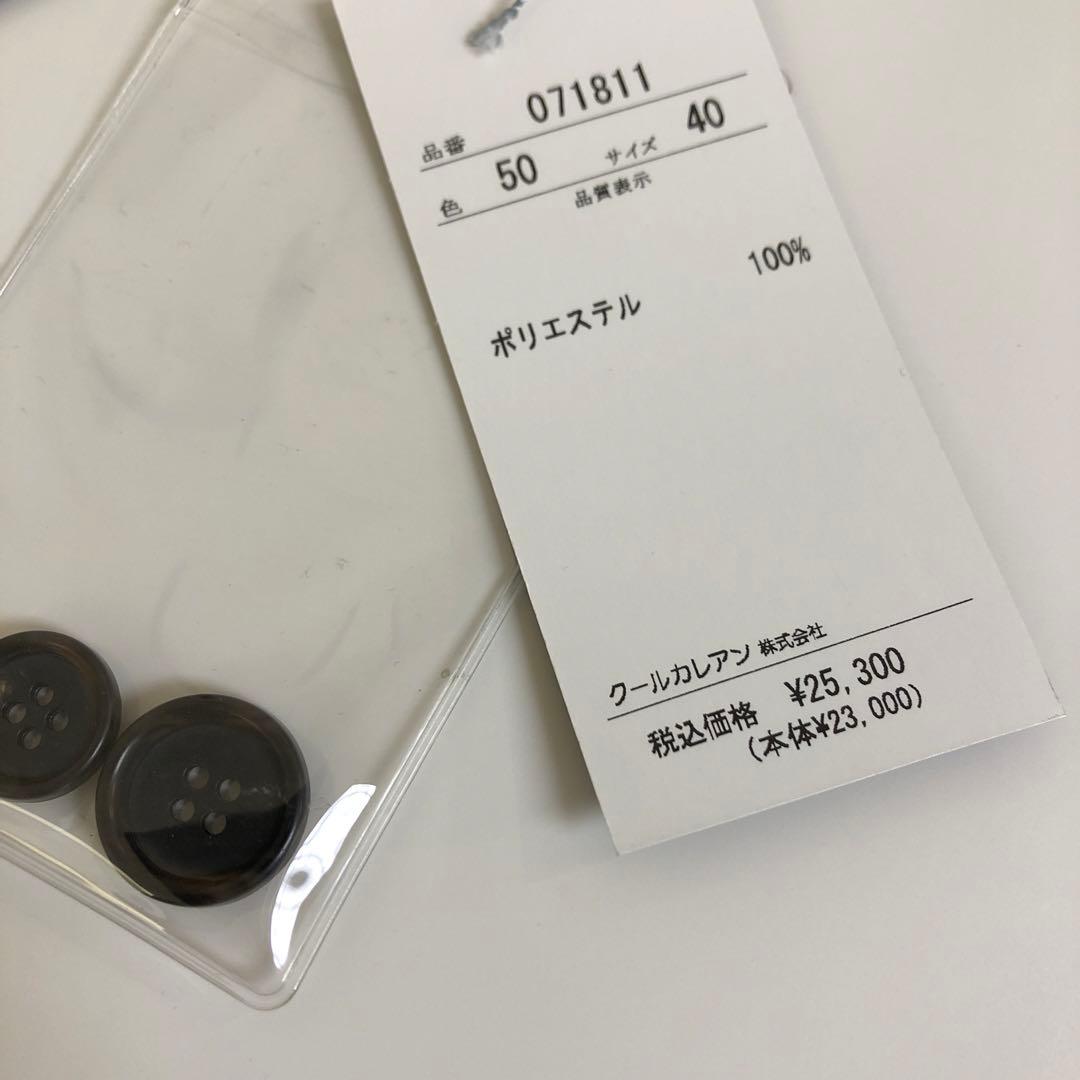 品番 071811
色 50 サイズ 40
品質表示
100%
ポリエステル
クールカレアン 株式会社
税込価格 ¥25,300
(本体¥23,000)